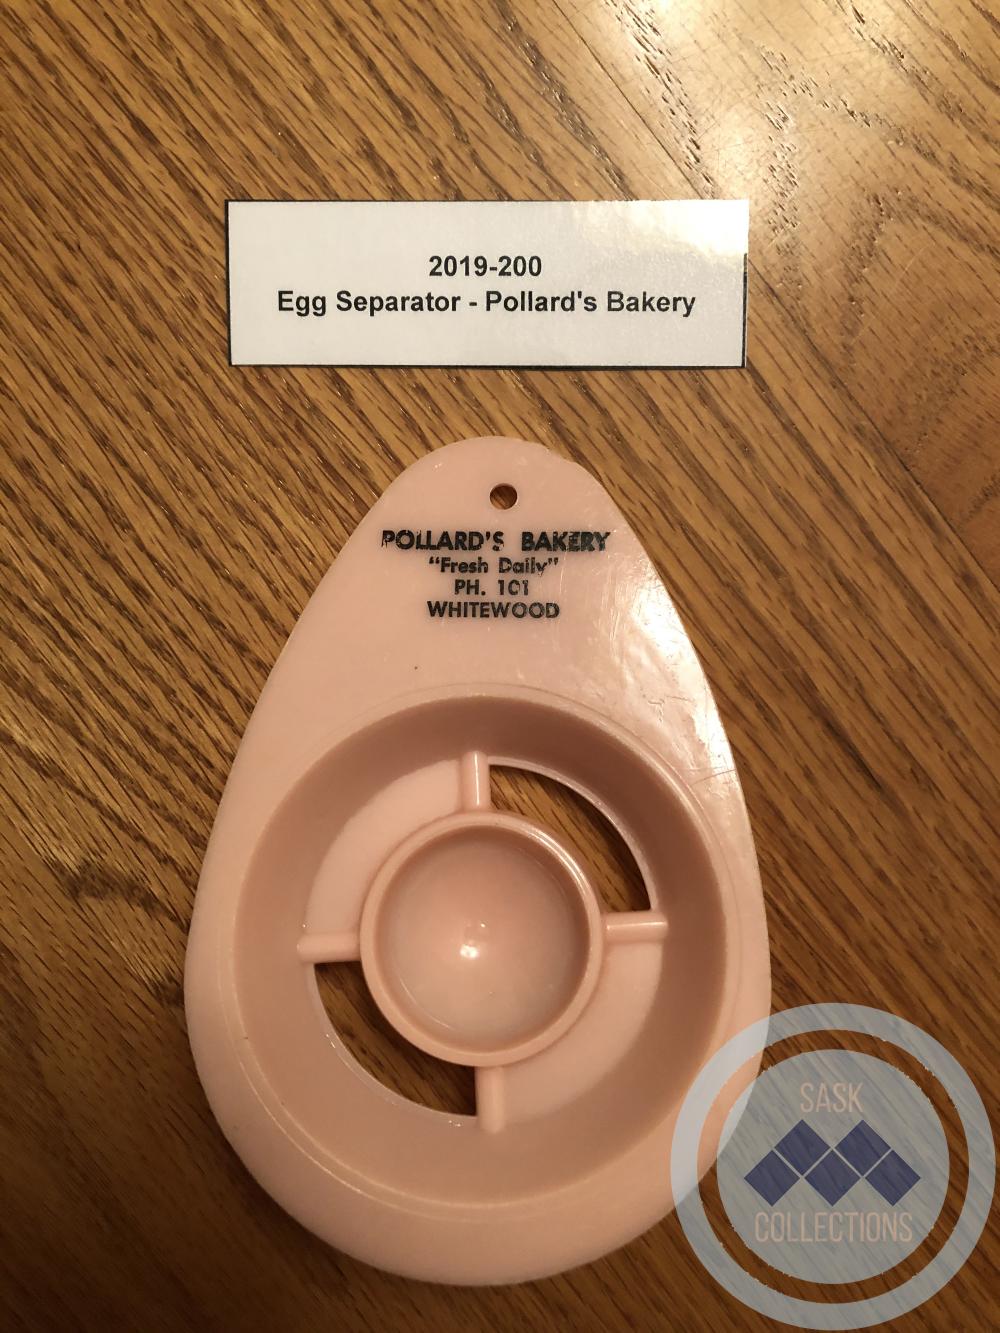 2019-200
Egg Separator - Pollard's Bakery
POLLARD'S BAKERY
"Fresh Daily"
PH. 101
WHITEWOOD
SASK
COLLECTIONS